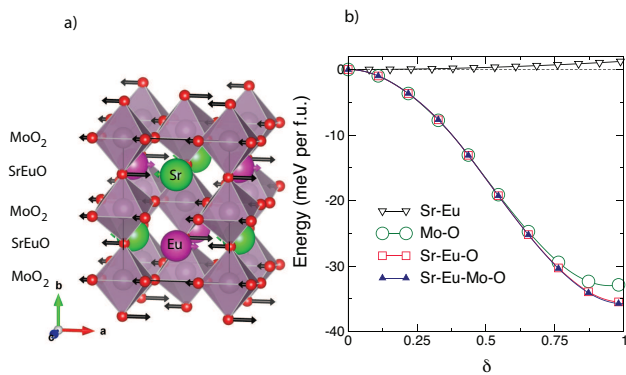 a)
b)
MoO2
SrEuO
MoO2
SrEuO
MoO2
Sr
Eu
b
c
a
Energy (meV per f.u.)
0
-10
-20
-30
-40
Sr-Eu
Mo-O
Sr-Eu-O
Sr-Eu-Mo-O
0
0.25
0.5
0.75
1
δ